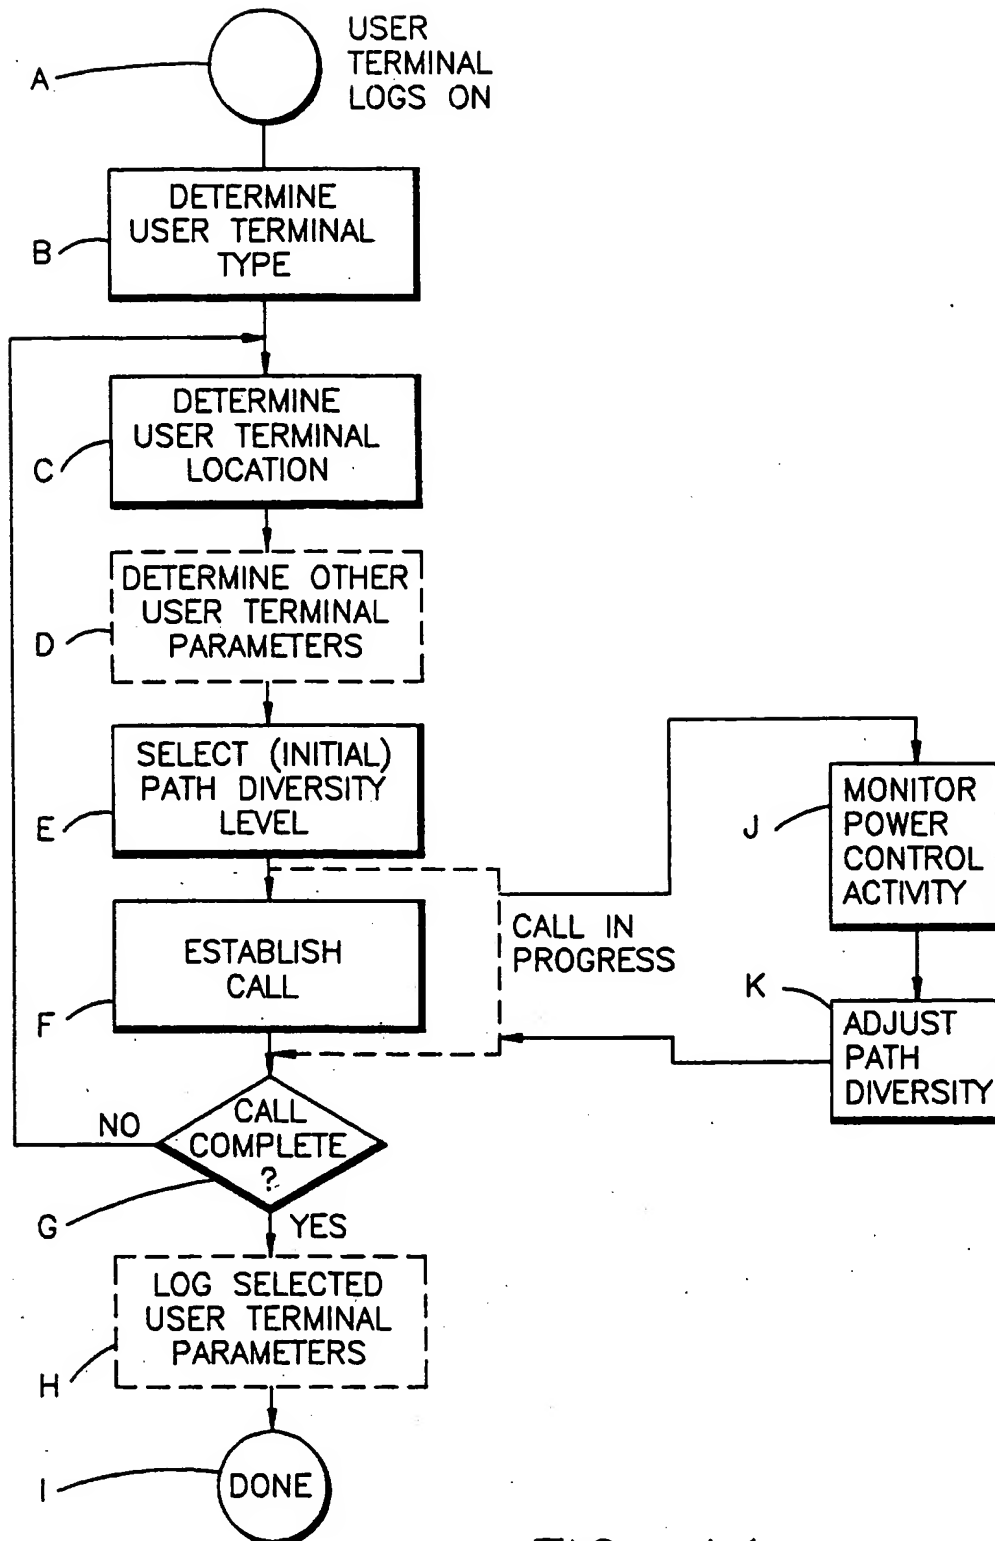 USER
TERMINAL
LOGS ON
A
DETERMINE
USER TERMINAL
TYPE
B
DETERMINE
USER TERMINAL
LOCATION
C
DETERMINE OTHER
USER TERMINAL
PARAMETERS
D
SELECT (INITIAL)
PATH DIVERSITY
LEVEL
E
MONITOR
POWER
CONTROL
ACTIVITY
J
ESTABLISH
CALL
F
CALL IN
PROGRESS
K
ADJUST
PATH
DIVERSITY
NO
CALL
COMPLETE
?
G
YES
LOG SELECTED
USER TERMINAL
PARAMETERS
H
I
DONE